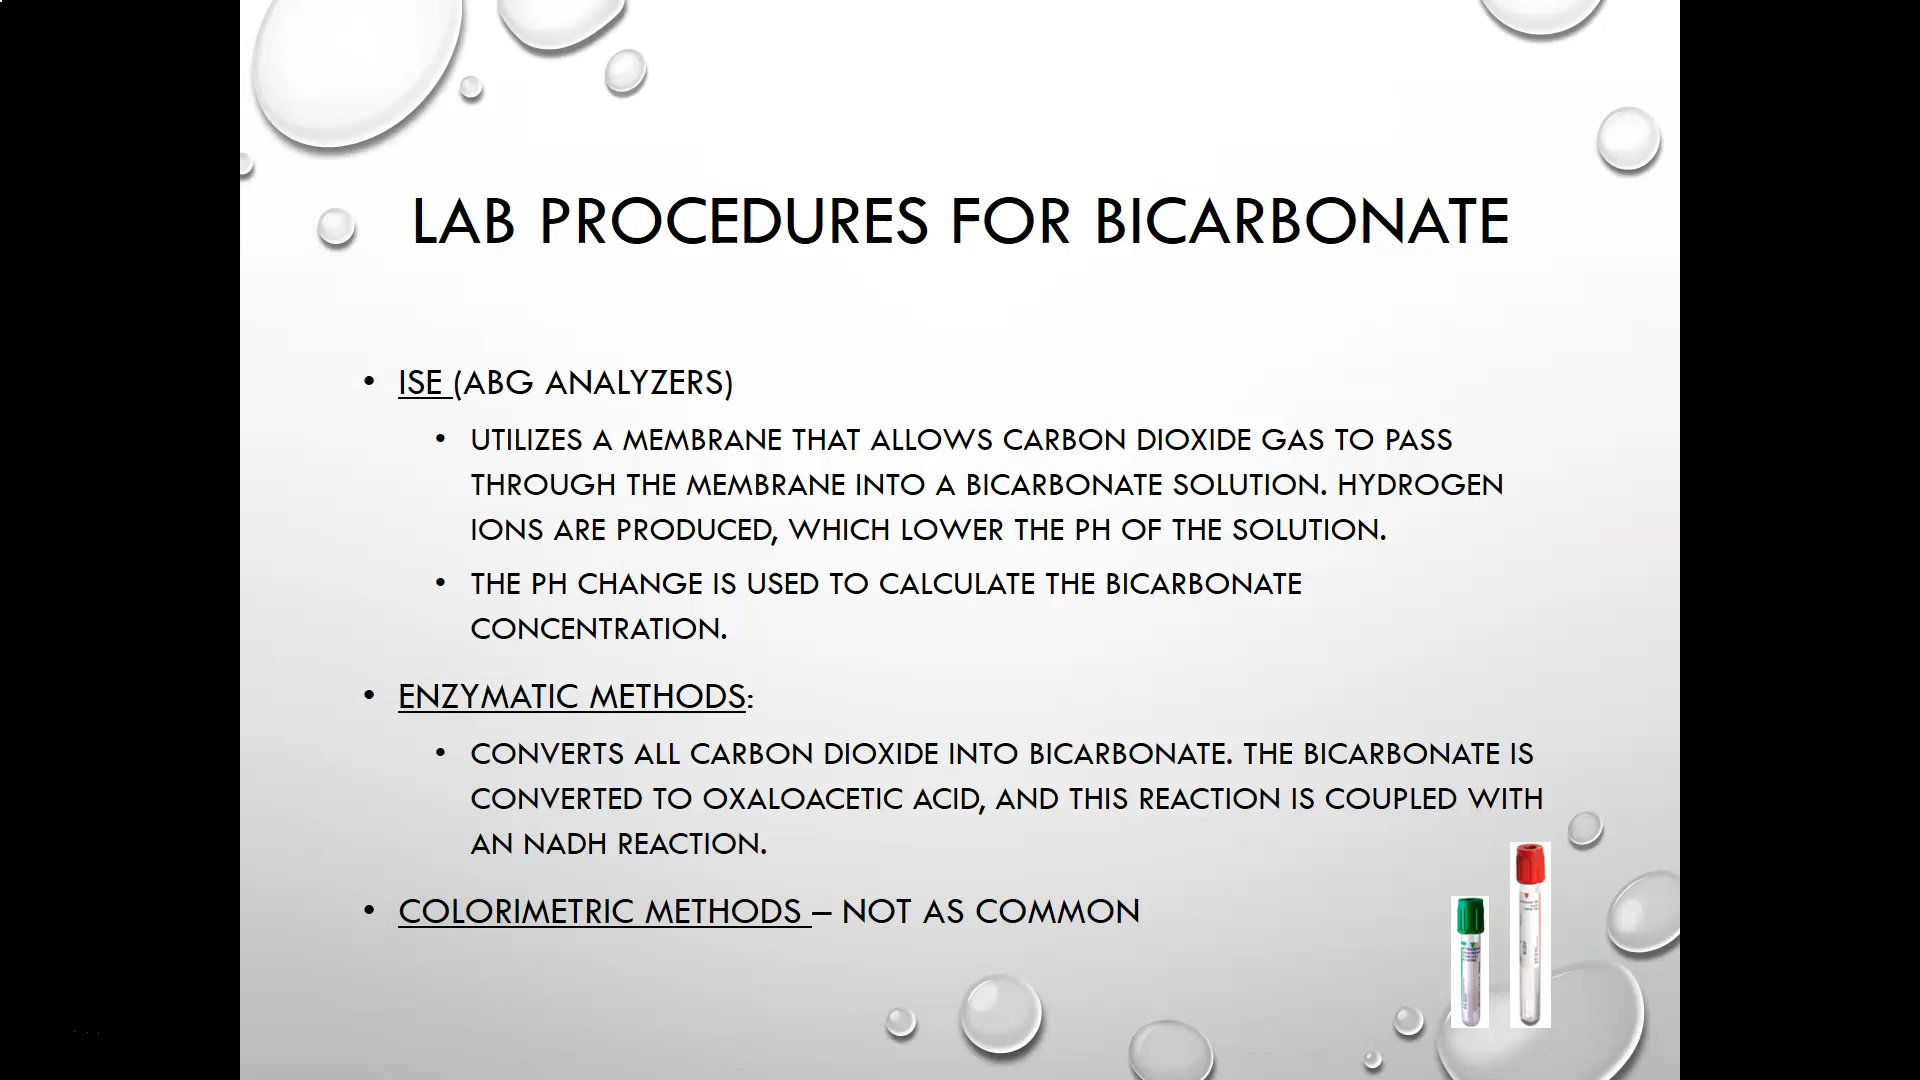 LAB PROCEDURES FOR BICARBONATE
• ISE (ABG ANALYZERS)
• UTILIZES A MEMBRANE THAT ALLOWS CARBON DIOXIDE GAS TO PASS
THROUGH THE MEMBRANE INTO A BICARBONATE SOLUTION. HYDROGEN
IONS ARE PRODUCED, WHICH LOWER THE PH OF THE SOLUTION.
• THE PH CHANGE IS USED TO CALCULATE THE BICARBONATE
CONCENTRATION.
• ENZYMATIC METHODS:
• CONVERTS ALL CARBON DIOXIDE INTO BICARBONATE. THE BICARBONATE IS
CONVERTED TO OXALOACETIC ACID, AND THIS REACTION IS COUPLED WITH
AN NADH REACTION.
• COLORIMETRIC METHODS – NOT AS COMMON